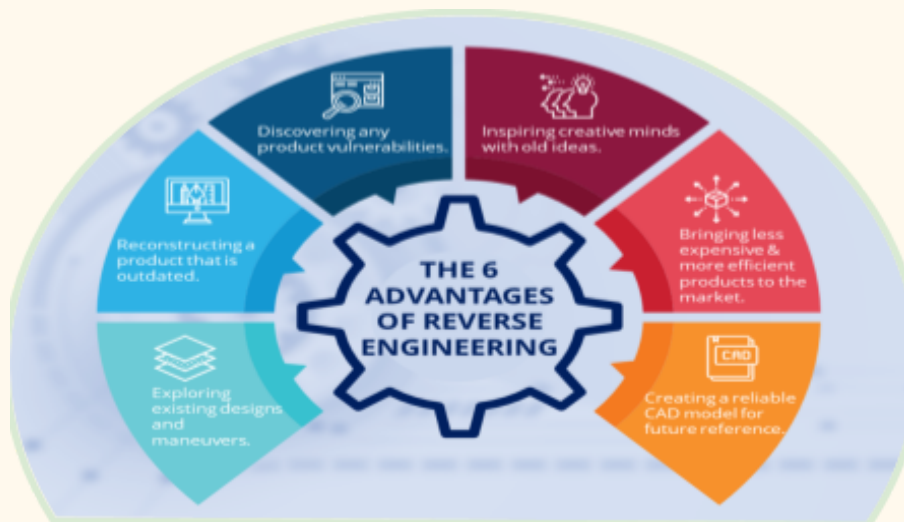 THE 6
ADVANTAGES
OF REVERSE
ENGINEERING
Exploring
existing designs
and
maneuvers.
Reconstructing a
product that is
outdated.
Discovering any
product vulnerabilities.
Inspiring creative minds
with old ideas.
Bringing less
expensive &
more efficient
products to the
market.
CAD
Creating a reliable
CAD model for
future reference.